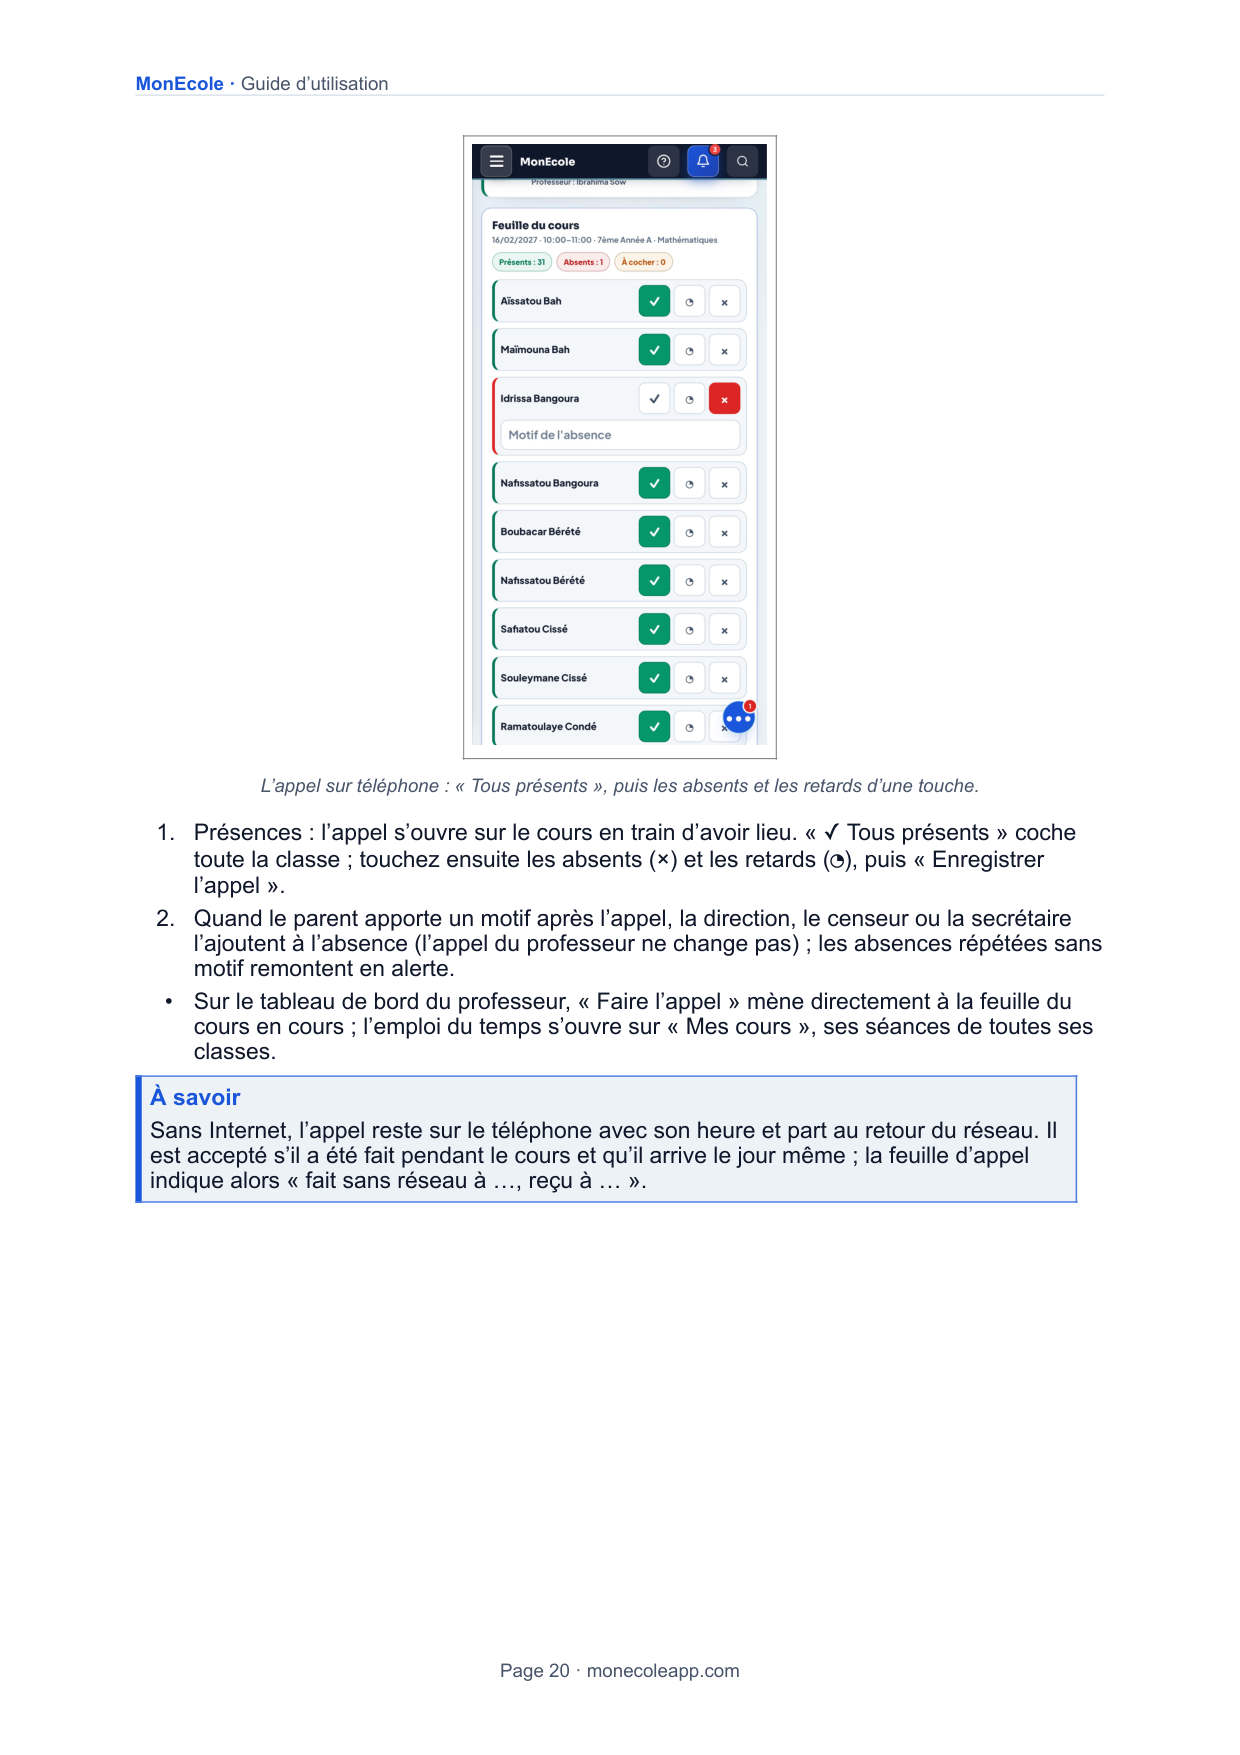 MonEcole · Guide d’utilisation
MonEcole
3
Professeur : Ibrahima Sow
Feuille du cours
16/02/2027 · 10:00–11:00 · 7ème Année A · Mathématiques
Présents : 31 Absents : 1 À cocher : 0
Aïssatou Bah ✓ ◔ ×
Maïmouna Bah ✓ ◔ ×
Idrissa Bangoura ✓ ◔ ×
Motif de l'absence
Nafissatou Bangoura ✓ ◔ ×
Boubacar Bérété ✓ ◔ ×
Nafissatou Bérété ✓ ◔ ×
Safiatou Cissé ✓ ◔ ×
Souleymane Cissé ✓ ◔ ×
1
Ramatoulaye Condé ✓ ◔ ×
L’appel sur téléphone : « Tous présents », puis les absents et les retards d’une touche.
1. Présences : l’appel s’ouvre sur le cours en train d’avoir lieu. « ✓ Tous présents » coche
toute la classe ; touchez ensuite les absents (×) et les retards (◔), puis « Enregistrer
l’appel ».
2. Quand le parent apporte un motif après l’appel, la direction, le censeur ou la secrétaire
l’ajoutent à l’absence (l’appel du professeur ne change pas) ; les absences répétées sans
motif remontent en alerte.
• Sur le tableau de bord du professeur, « Faire l’appel » mène directement à la feuille du
cours en cours ; l’emploi du temps s’ouvre sur « Mes cours », ses séances de toutes ses
classes.
À savoir
Sans Internet, l’appel reste sur le téléphone avec son heure et part au retour du réseau. Il
est accepté s’il a été fait pendant le cours et qu’il arrive le jour même ; la feuille d’appel
indique alors « fait sans réseau à …, reçu à … ».
Page 20 · monecoleapp.com